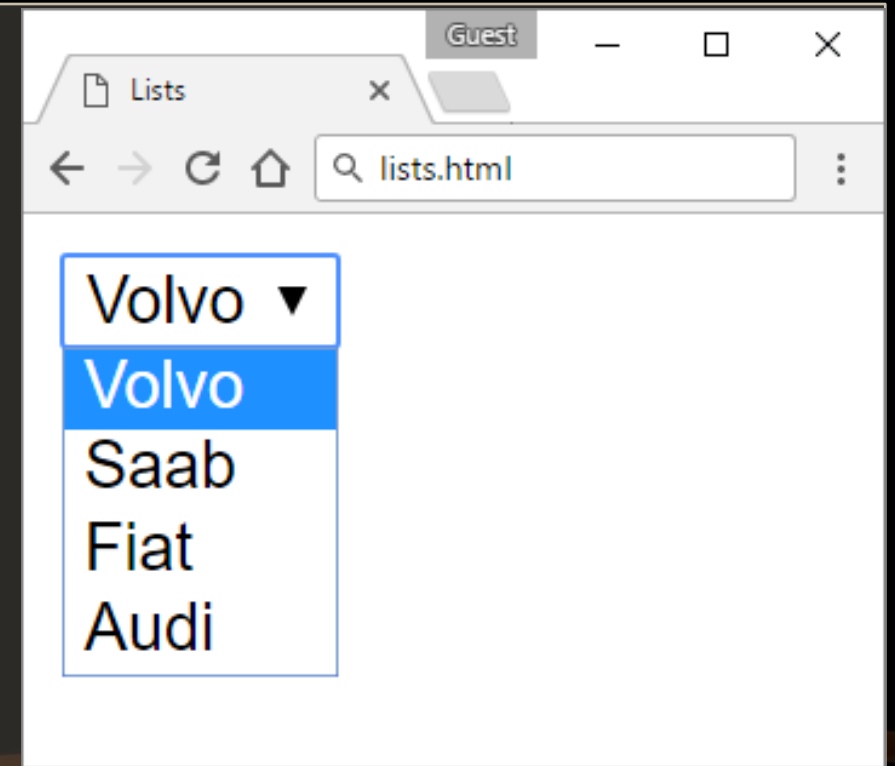 Guest
Lists
lists.html
Volvo
Volvo
Saab
Fiat
Audi